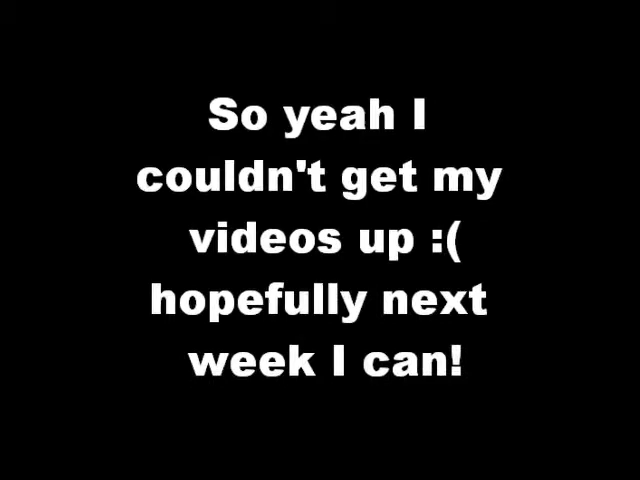 So yeah I
couldn't get my
videos up :(
hopefully next
week I can!